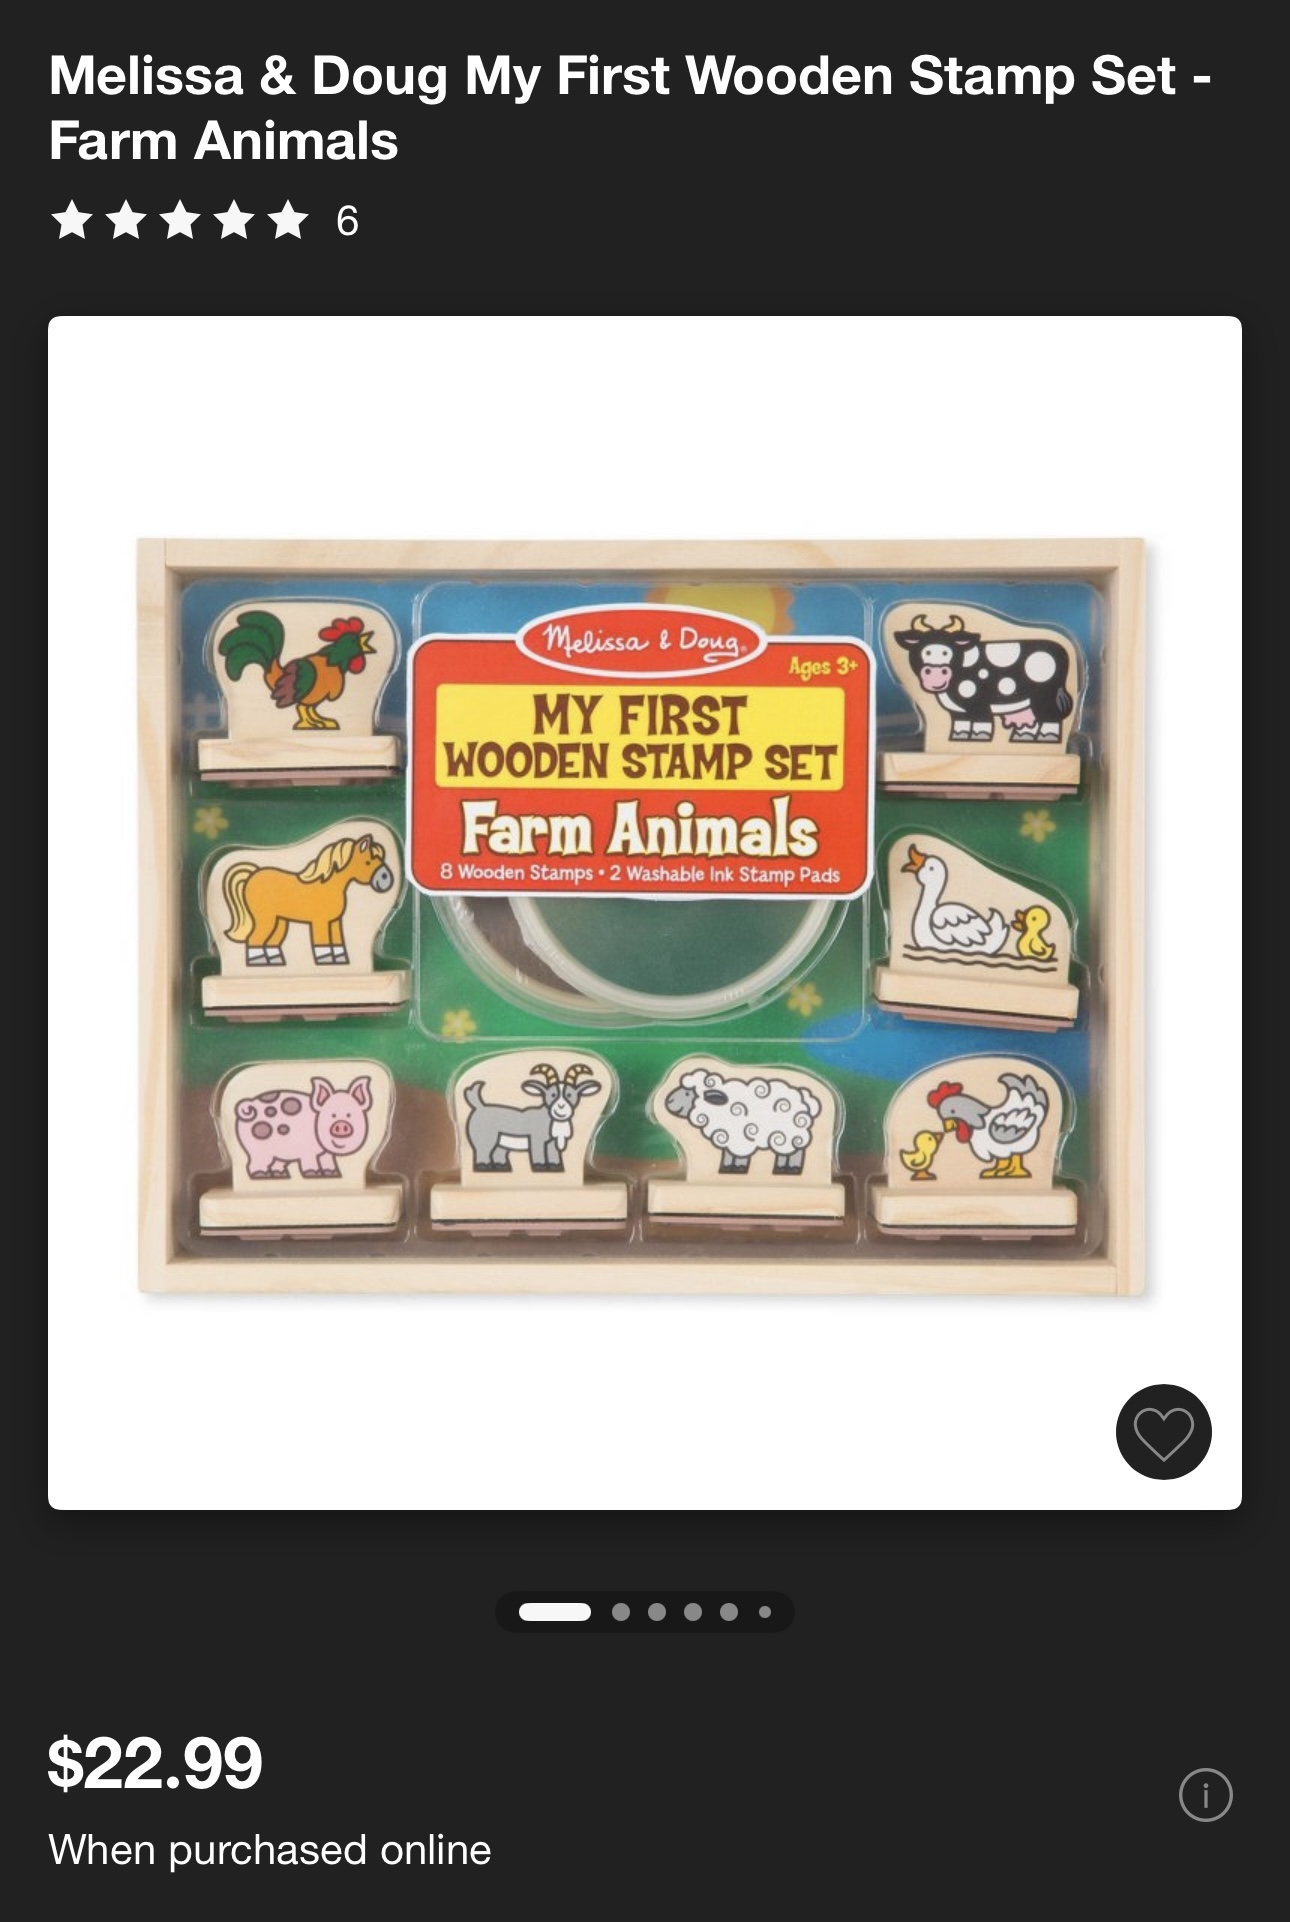 Melissa & Doug My First Wooden Stamp Set -
Farm Animals
6
Melissa & Doug
Ages 3+
MY FIRST
WOODEN STAMP SET
Farm Animals
8 Wooden Stamps • 2 Washable Ink Stamp Pads
$22.99
When purchased online